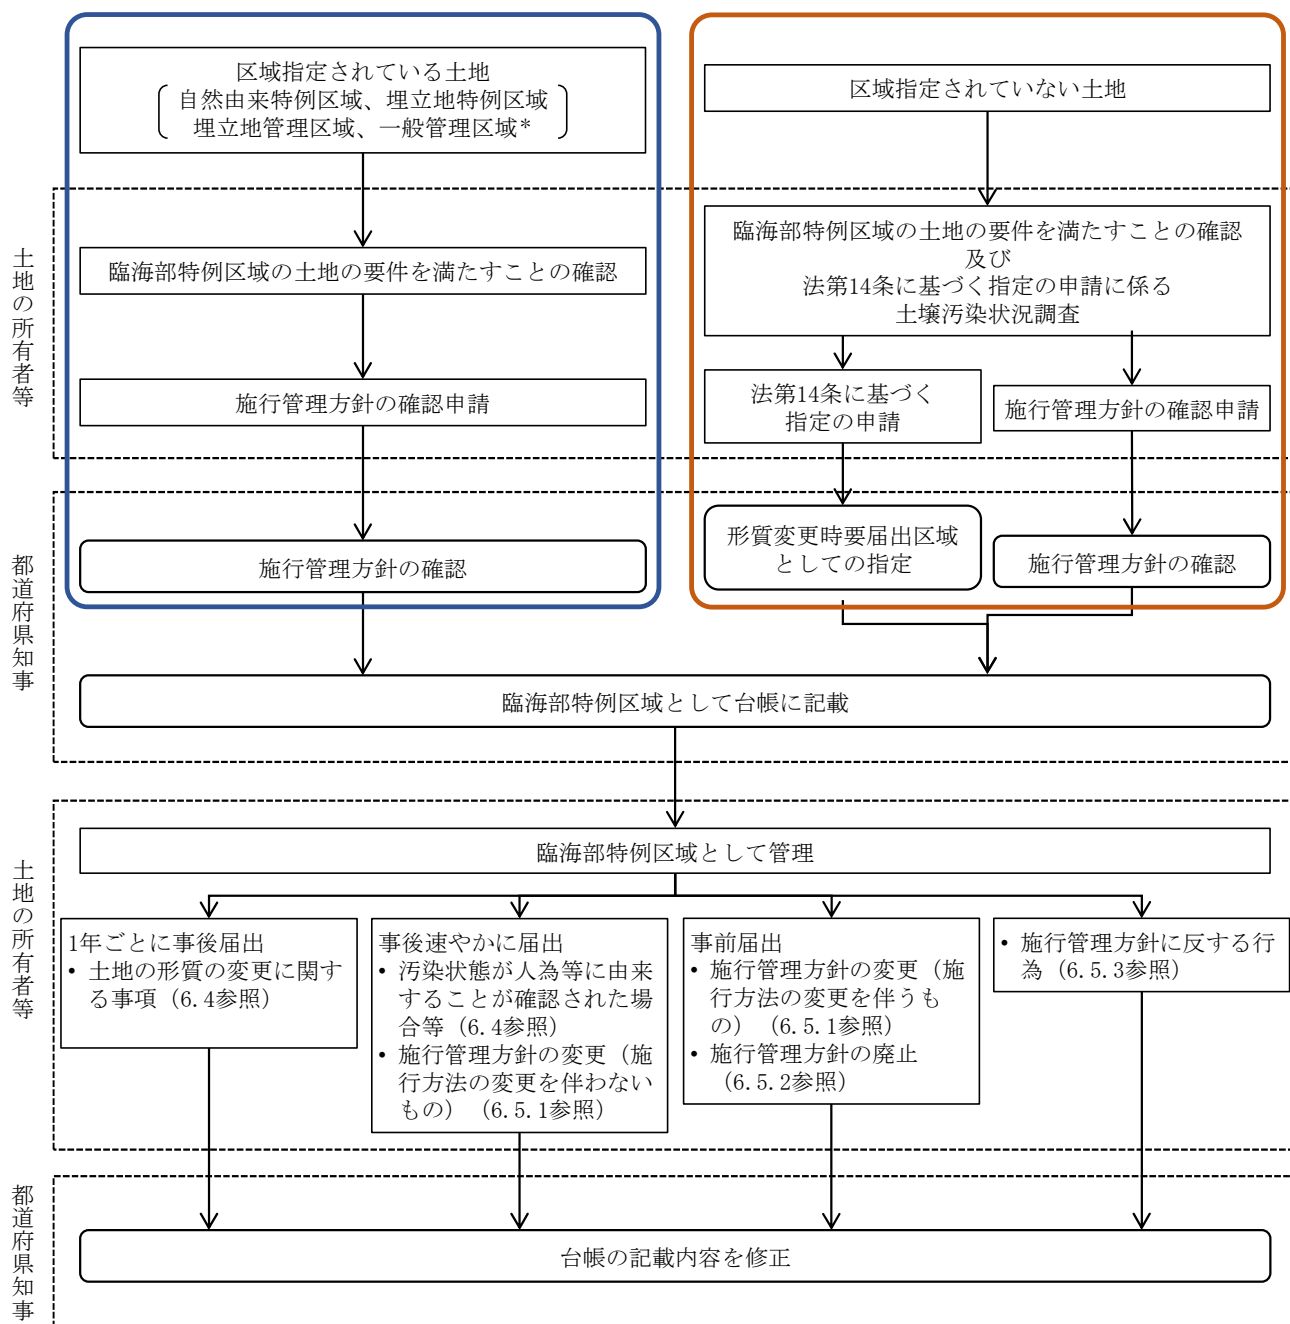 区域指定されている土地
自然由来特例区域、埋立地特例区域
埋立地管理区域、一般管理区域*
区域指定されていない土地
土地の所有者等
臨海部特例区域の土地の要件を満たすことの確認
施行管理方針の確認申請
臨海部特例区域の土地の要件を満たすことの確認
及び
法第14条に基づく指定の申請に係る
土壌汚染状況調査
法第14条に基づく
指定の申請
施行管理方針の確認申請
都道府県知事
施行管理方針の確認
形質変更時要届出区域
としての指定
施行管理方針の確認
臨海部特例区域として台帳に記載
土地の所有者等
臨海部特例区域として管理
1年ごとに事後届出
• 土地の形質の変更に関す
る事項（6.4参照）
事後速やかに届出
• 汚染状態が人為等に由来
することが確認された場
合等（6.4参照）
• 施行管理方針の変更（施
行方法の変更を伴わない
もの）（6.5.1参照）
事前届出
• 施行管理方針の変更（施
行方法の変更を伴うも
の）（6.5.1参照）
• 施行管理方針の廃止
（6.5.2参照）
• 施行管理方針に反する行
為（6.5.3参照）
都道府県知事
台帳の記載内容を修正